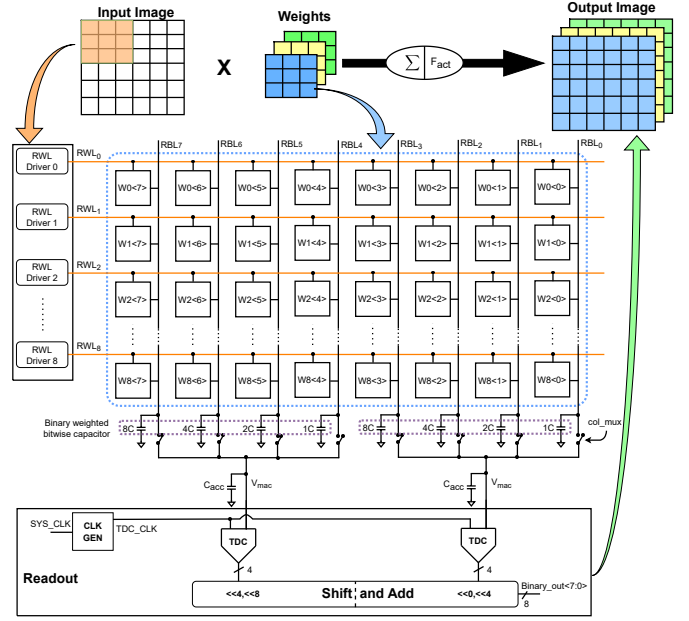 Input Image
Weights
Output Image
X
∑ F_act
RWL Driver 0
RWL Driver 1
RWL Driver 2
RWL Driver 8
RWL_0
RWL_1
RWL_2
RWL_8
RBL_7 RBL_6 RBL_5 RBL_4 RBL_3 RBL_2 RBL_1 RBL_0
W0<7> W0<6> W0<5> W0<4> W0<3> W0<2> W0<1> W0<0>
W1<7> W1<6> W1<5> W1<4> W1<3> W1<2> W1<1> W1<0>
W2<7> W2<6> W2<5> W2<4> W2<3> W2<2> W2<1> W2<0>
W8<7> W8<6> W8<5> W8<4> W8<3> W8<2> W8<1> W8<0>
Binary weighted
bitwise capacitor
8C 4C 2C 1C 8C 4C 2C 1C
col_mux
C_acc V_mac C_acc V_mac
SYS_CLK
CLK
GEN
TDC_CLK
TDC TDC
4 4
Readout
<<4,<<8 Shift and Add <<0,<<4
Binary_out<7:0>
8